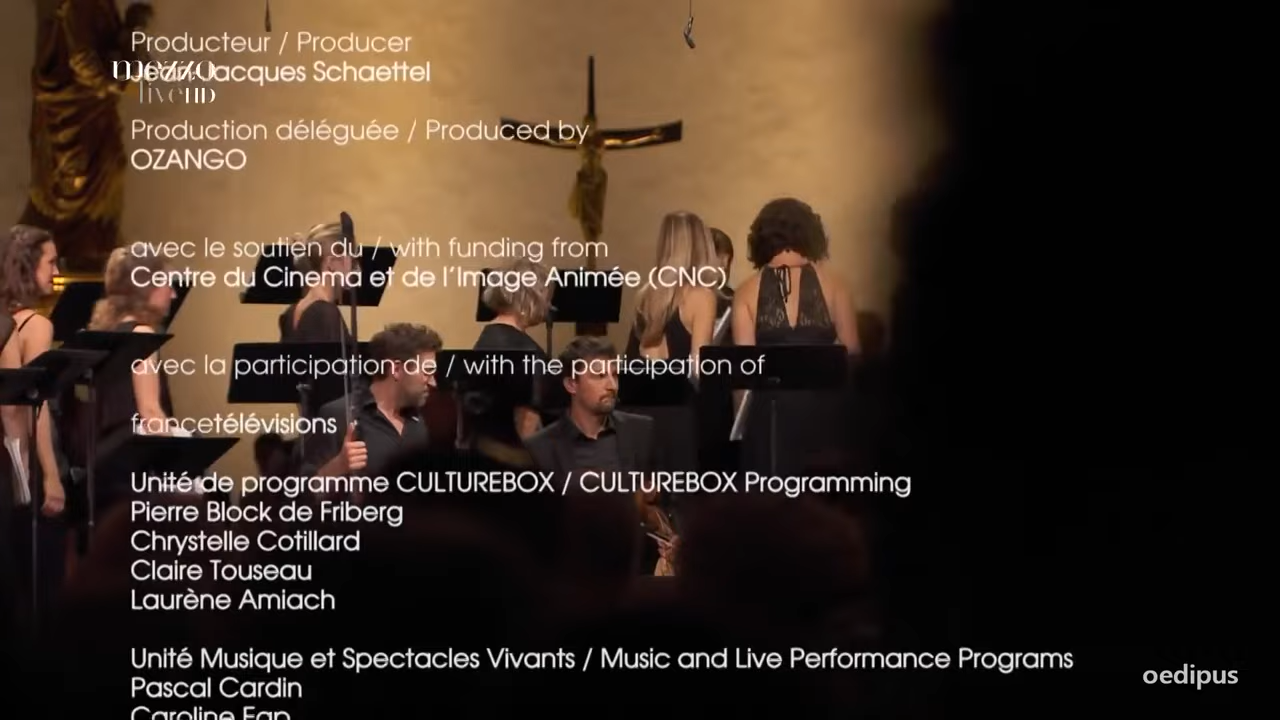 Producteur / Producer
Jean-Jacques Schaettel
mezzo
liveHD
Production déléguée / Produced by
OZANGO
avec le soutien du / with funding from
Centre du Cinema et de l'Image Animée (CNC)
avec la participation de / with the participation of
francetélévisions
Unité de programme CULTUREBOX / CULTUREBOX Programming
Pierre Block de Friberg
Chrystelle Cotillard
Claire Touseau
Laurène Amiach
Unité Musique et Spectacles Vivants / Music and Live Performance Programs
Pascal Cardin
Caroline
oedipus